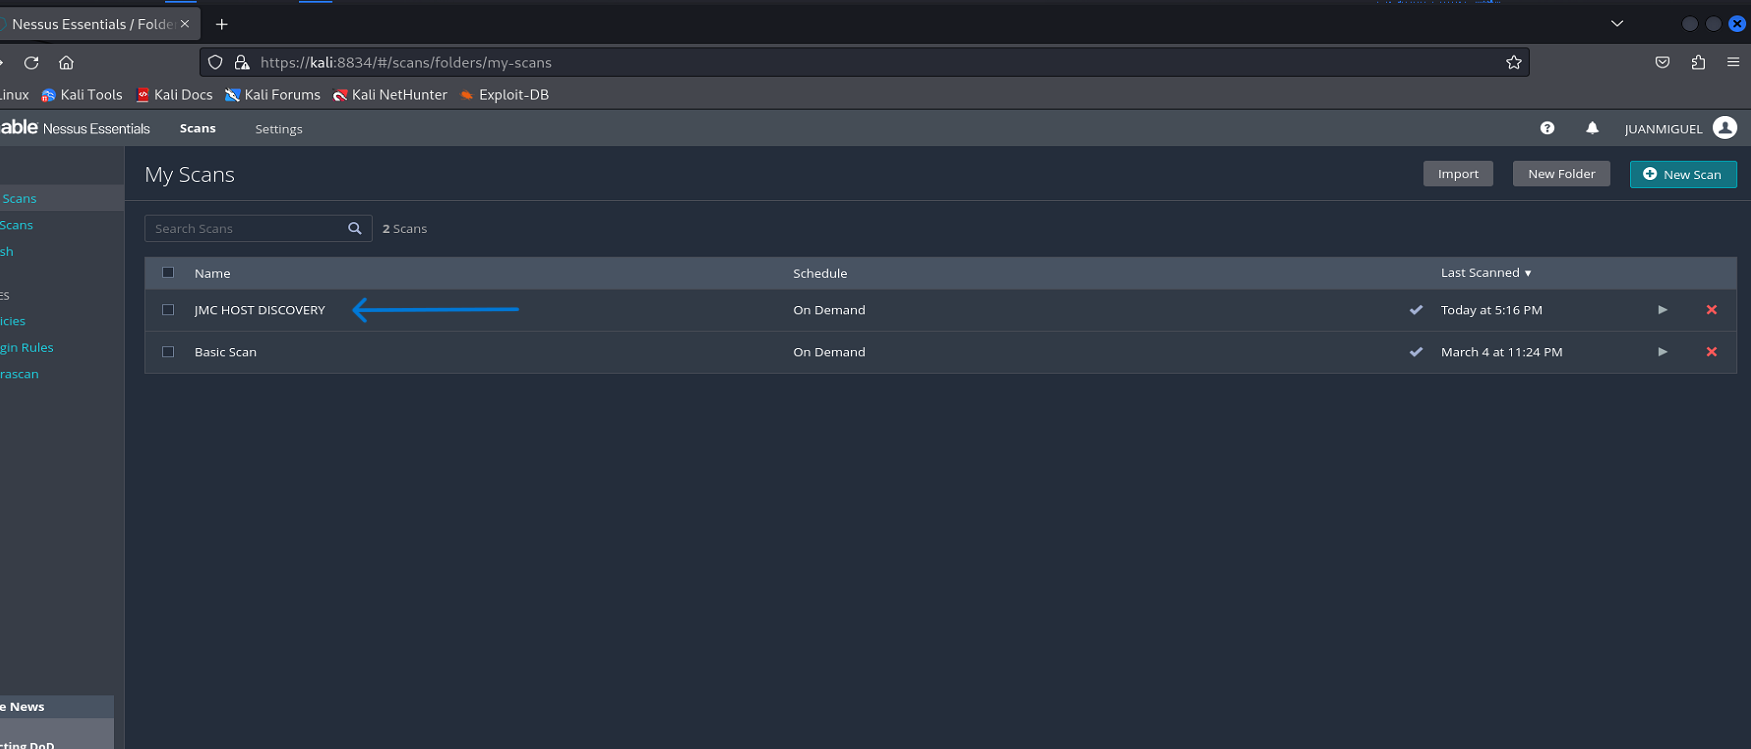 Nessus Essentials / Folde
https://kali:8834/#/scans/folders/my-scans
inux Kali Tools Kali Docs Kali Forums Kali NetHunter Exploit-DB
able Nessus Essentials Scans Settings JUANMIGUEL
My Scans Import New Folder New Scan
Scans
Scans
sh
ES
icies
gin Rules
rascan
Search Scans 2 Scans
Name Schedule Last Scanned
JMC HOST DISCOVERY On Demand Today at 5:16 PM
Basic Scan On Demand March 4 at 11:24 PM
e News
cting DoD